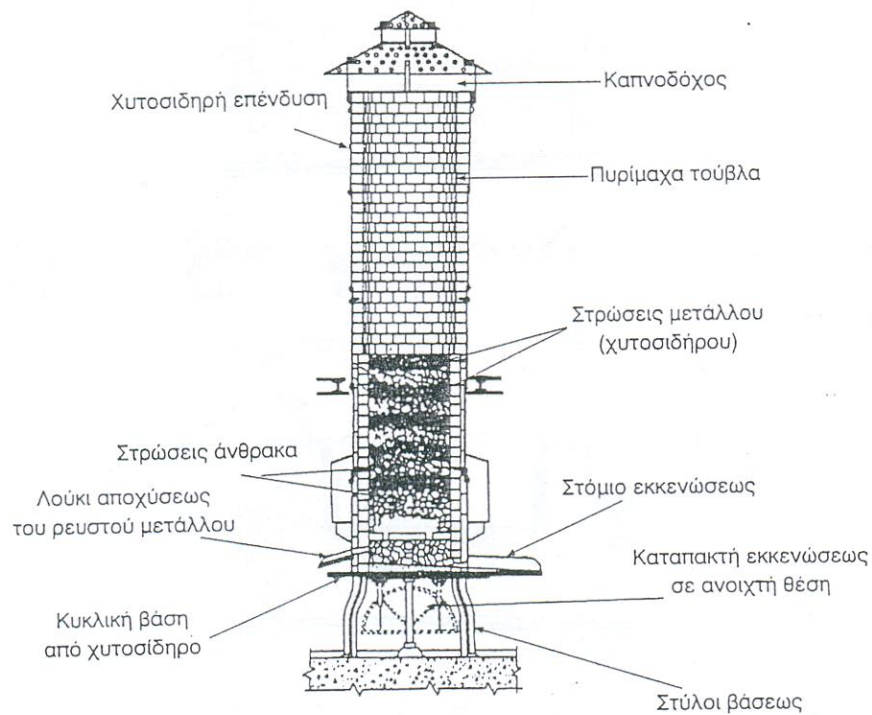 Καπνοδόχος
Χυτοσιδηρή επένδυση
Πυρίμαχα τούβλα
Στρώσεις μετάλλου
(χυτοσιδήρου)
Στρώσεις άνθρακα
Λούκι αποχύσεως
του ρευστού μετάλλου
Στόμιο εκκενώσεως
Καταπακτή εκκενώσεως
σε ανοιχτή θέση
Κυκλική βάση
από χυτοσίδηρο
Στύλοι βάσεως